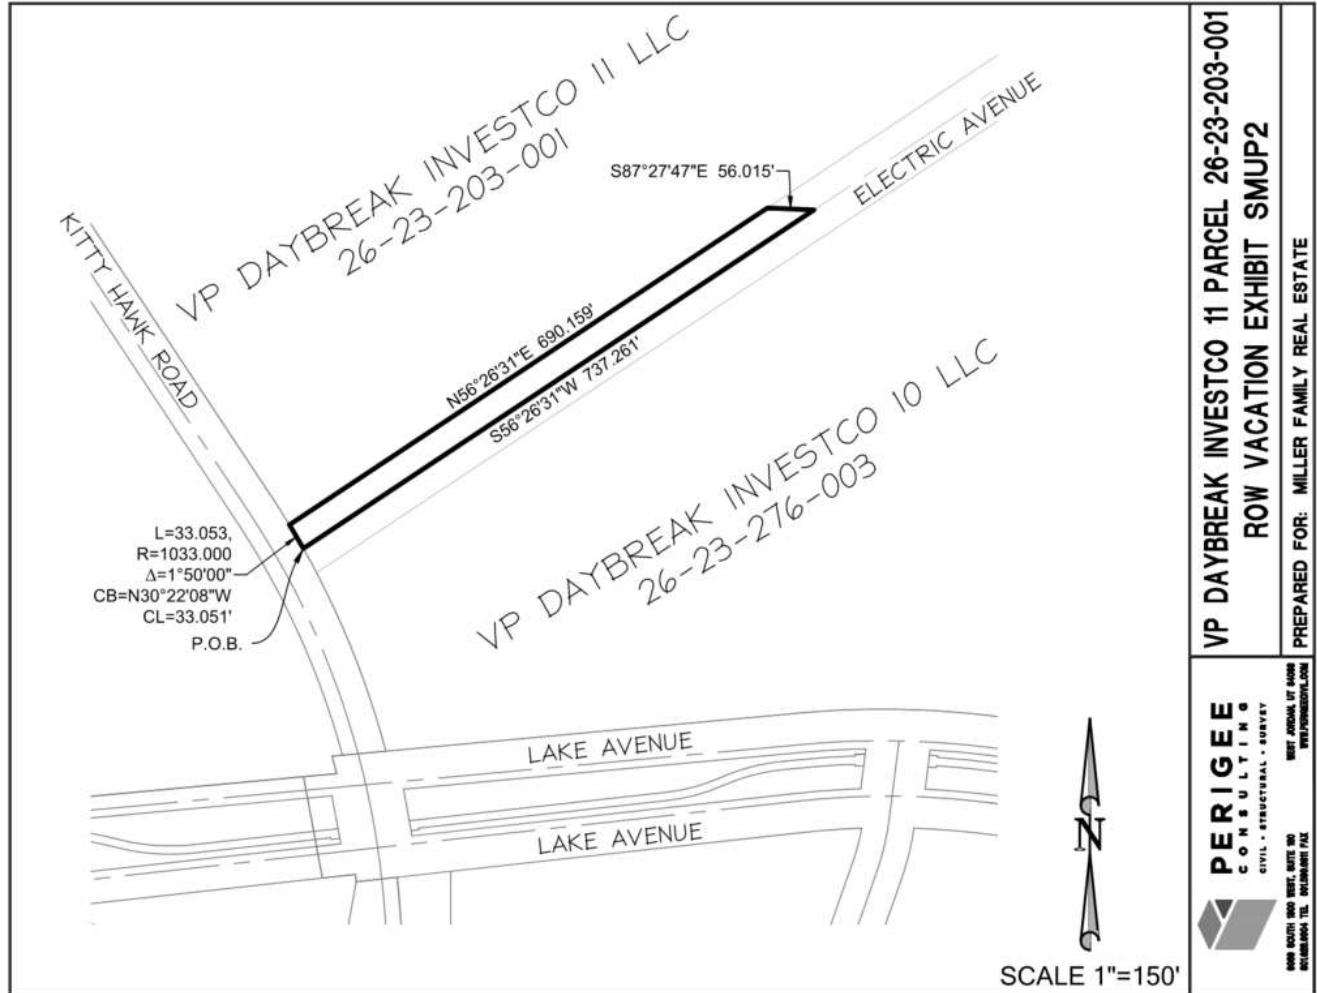 VP DAYBREAK INVESTCO 11 LLC
26-23-203-001
ELECTRIC AVENUE
S87°27'47"E 56.015'
KITTY HAWK ROAD
N56°26'31"E 690.159'
S56°26'31"W 737.261'
VP DAYBREAK INVESTCO 10 LLC
26-23-276-003
L=33.053,
R=1033.000
Δ=1°50'00"
CB=N30°22'08"W
CL=33.051'
P.O.B.
LAKE AVENUE
LAKE AVENUE
N
SCALE 1"=150'
VP DAYBREAK INVESTCO 11 PARCEL 26-23-203-001
ROW VACATION EXHIBIT SMUP2
PREPARED FOR: MILLER FAMILY REAL ESTATE
PERIGEE
CONSULTING
CIVIL • STRUCTURAL • SURVEY
WEST JORDAN, UT 84088